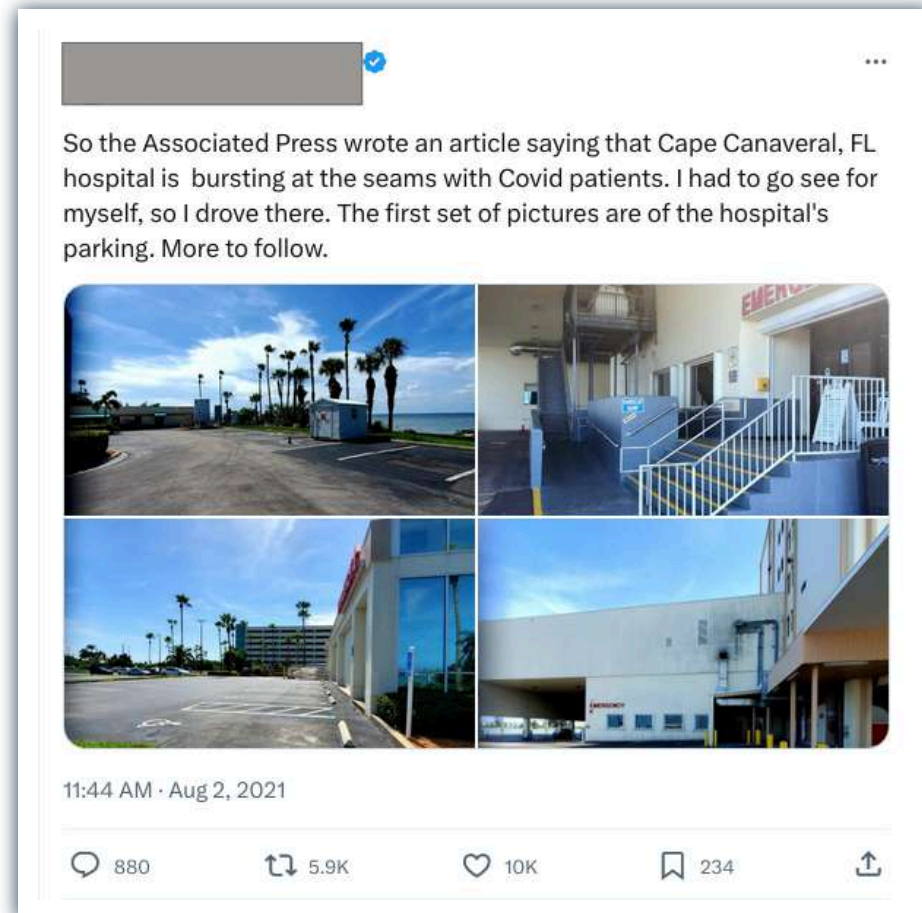 So the Associated Press wrote an article saying that Cape Canaveral, FL
hospital is  bursting at the seams with Covid patients. I had to go see for
myself, so I drove there. The first set of pictures are of the hospital's
parking. More to follow.
EMERGENCY
11:44 AM · Aug 2, 2021
880
5.9K
10K
234